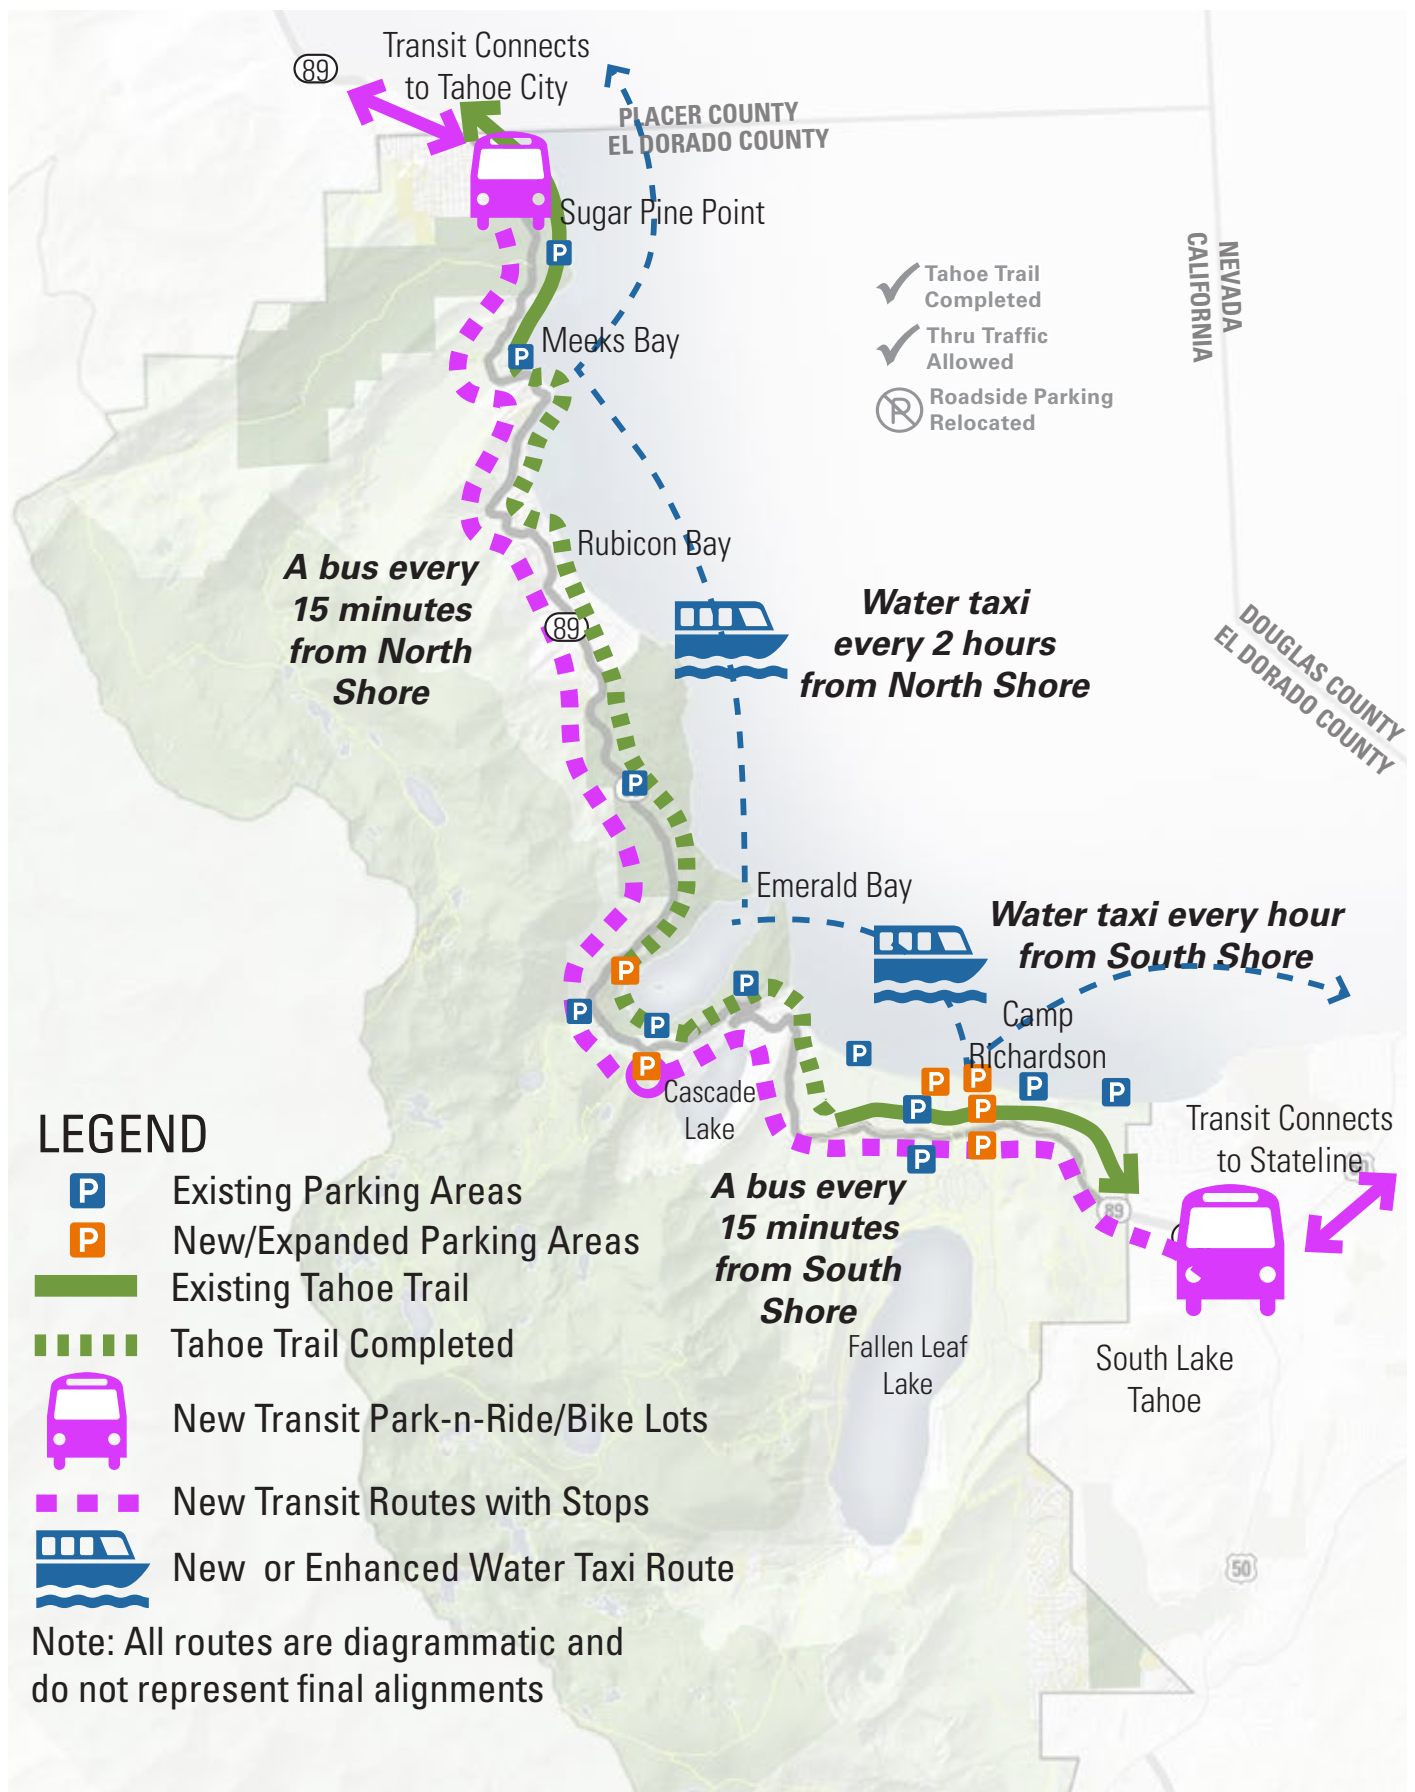 Transit Connects
to Tahoe City
89
PLACER COUNTY
EL DORADO COUNTY
Sugar Pine Point
P
NEVADA
CALIFORNIA
Tahoe Trail
Completed
Thru Traffic
Allowed
P
Roadside Parking
Relocated
Meeks Bay
P
Rubicon Bay
A bus every
15 minutes
from North
Shore
89
Water taxi
every 2 hours
from North Shore
DOUGLAS COUNTY
EL DORADO COUNTY
P
Emerald Bay
Water taxi every hour
from South Shore
P
P
P
P
P
Camp
Richardson
P
Cascade
Lake
P
P
P
P
P
P
P
P
Transit Connects
to Stateline
A bus every
15 minutes
from South
Shore
89
Fallen Leaf
Lake
South Lake
Tahoe
50
LEGEND
P Existing Parking Areas
P New/Expanded Parking Areas
Existing Tahoe Trail
Tahoe Trail Completed
New Transit Park-n-Ride/Bike Lots
New Transit Routes with Stops
New or Enhanced Water Taxi Route
Note: All routes are diagrammatic and
do not represent final alignments